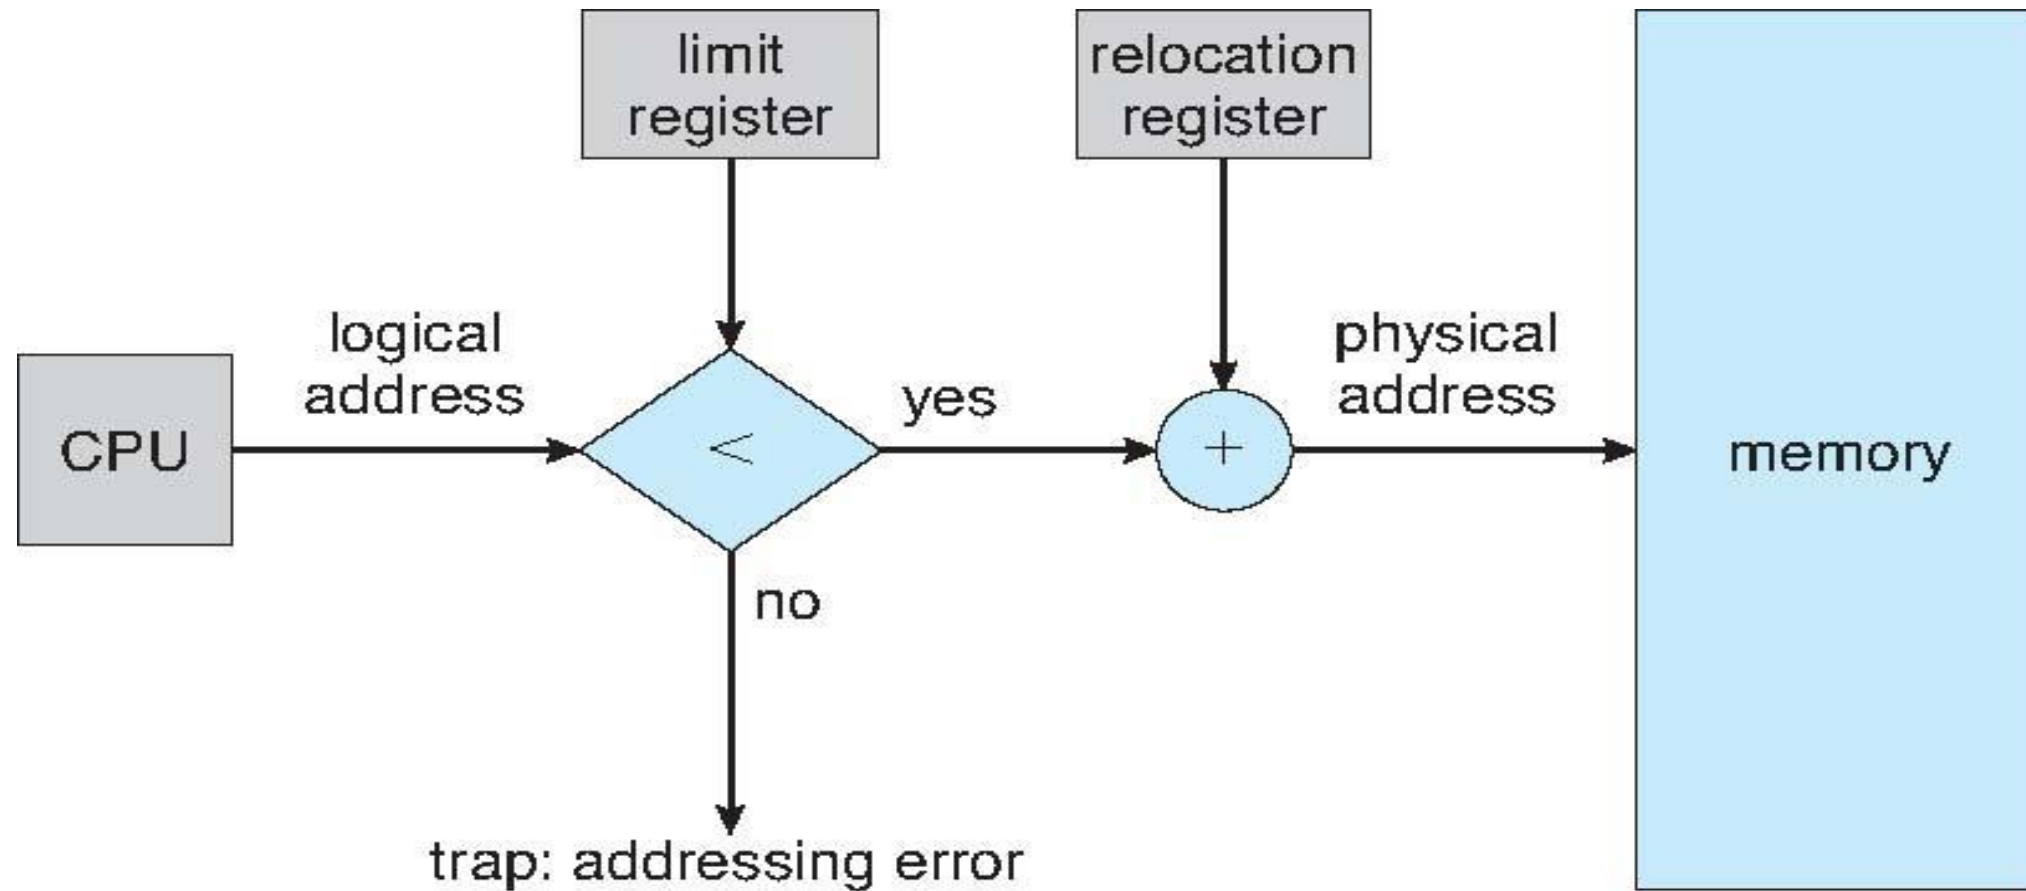 limit
register
relocation
register
logical
address
yes
physical
address
CPU
<
+
memory
no
trap: addressing error